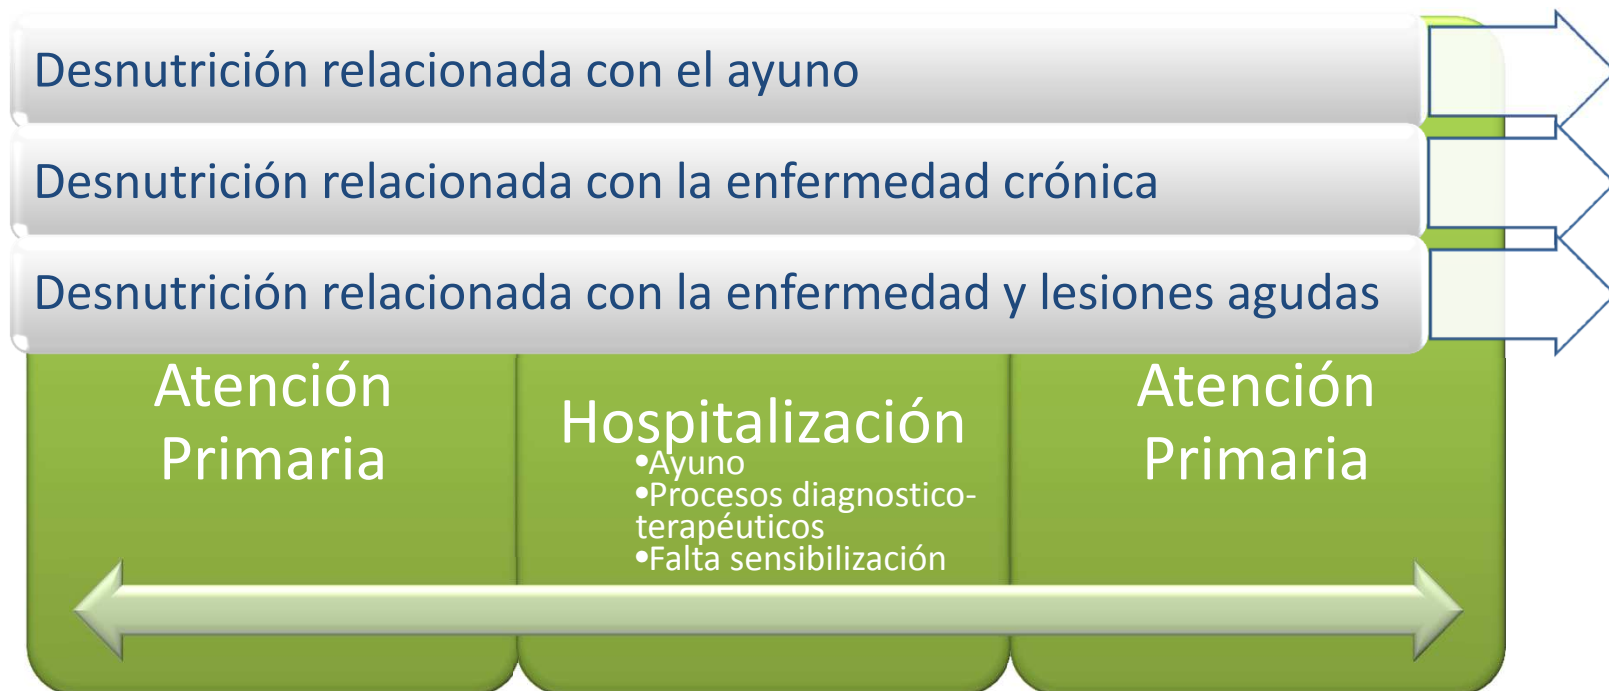 Desnutrición relacionada con el ayuno
Desnutrición relacionada con la enfermedad crónica
Desnutrición relacionada con la enfermedad y lesiones agudas
Atención
Primaria
Hospitalización
•Ayuno
•Procesos diagnostico-
terapéuticos
•Falta sensibilización
Atención
Primaria